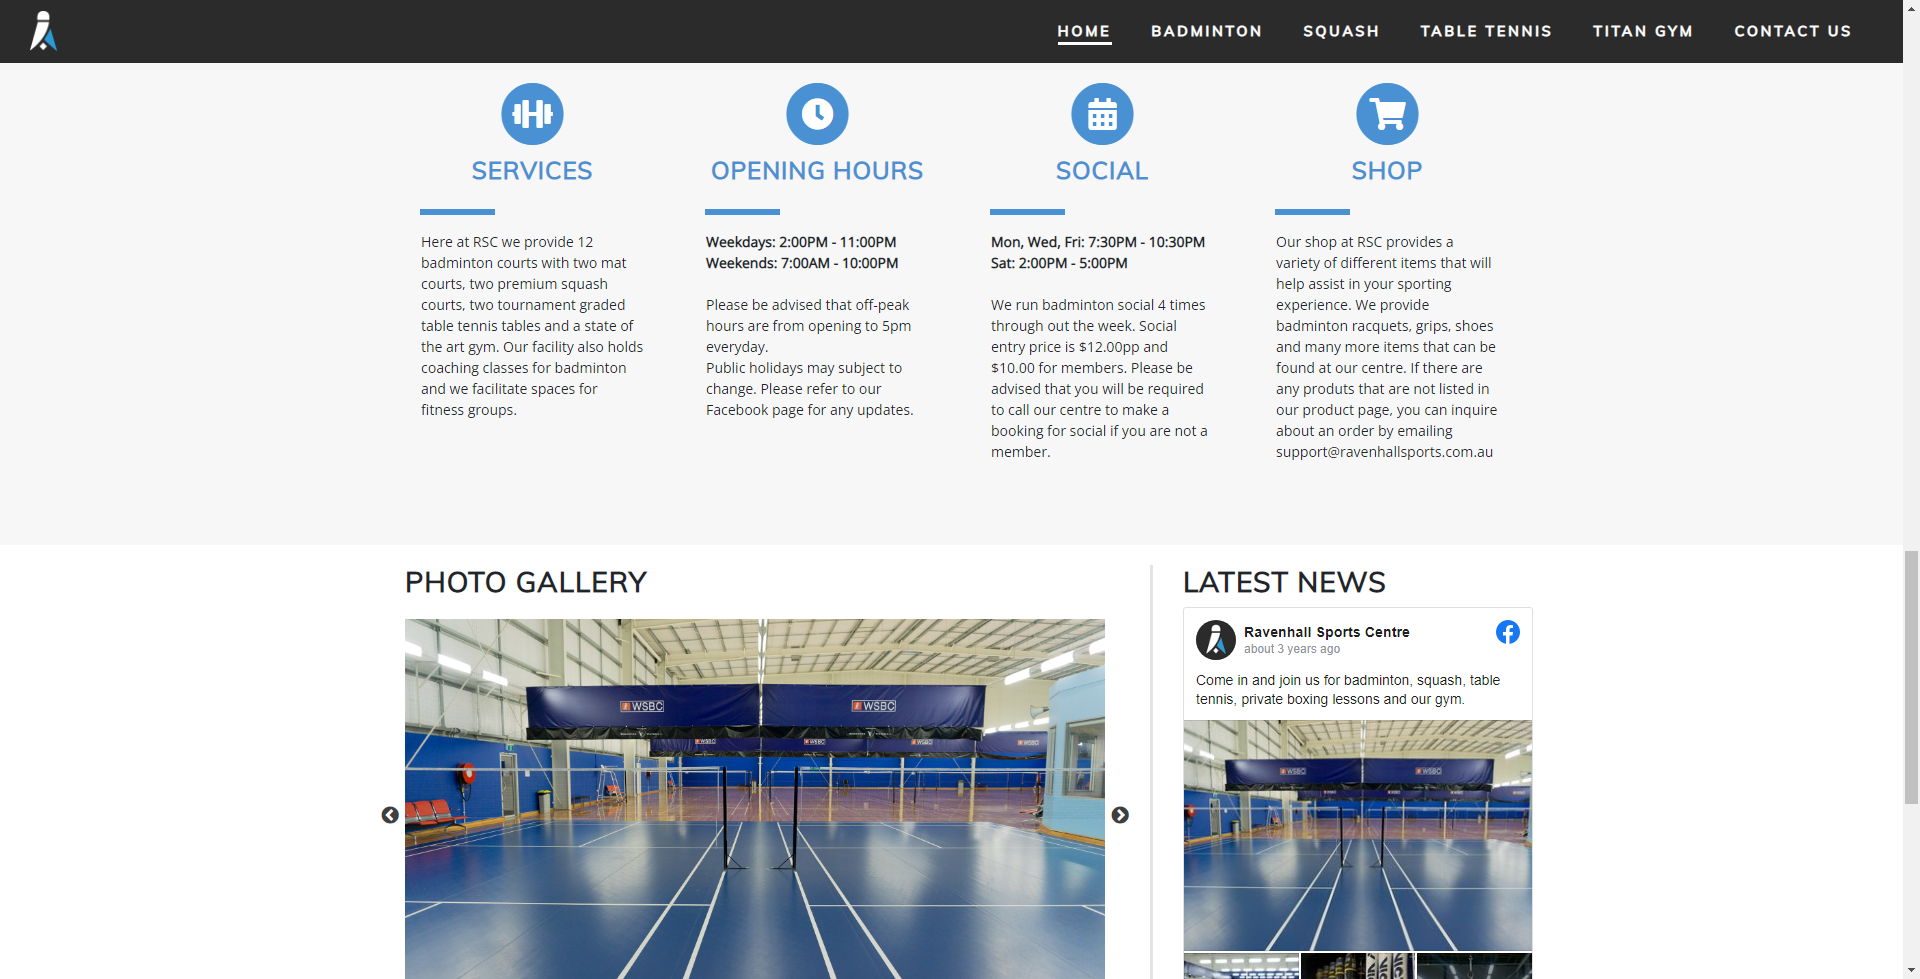 HOME BADMINTON SQUASH TABLE TENNIS TITAN GYM CONTACT US
SERVICES
Here at RSC we provide 12
badminton courts with two mat
courts, two premium squash
courts, two tournament graded
table tennis tables and a state of
the art gym. Our facility also holds
coaching classes for badminton
and we facilitate spaces for
fitness groups.
OPENING HOURS
Weekdays: 2:00PM - 11:00PM
Weekends: 7:00AM - 10:00PM
Please be advised that off-peak
hours are from opening to 5pm
everyday.
Public holidays may subject to
change. Please refer to our
Facebook page for any updates.
SOCIAL
Mon, Wed, Fri: 7:30PM - 10:30PM
Sat: 2:00PM - 5:00PM
We run badminton social 4 times
through out the week. Social
entry price is $12.00pp and
$10.00 for members. Please be
advised that you will be required
to call our centre to make a
booking for social if you are not a
member.
SHOP
Our shop at RSC provides a
variety of different items that will
help assist in your sporting
experience. We provide
badminton racquets, grips, shoes
and many more items that can be
found at our centre. If there are
any produts that are not listed in
our product page, you can inquire
about an order by emailing
support@ravenhallsports.com.au
PHOTO GALLERY
WSBC WSBC
WSBC WSBC WSBC WSBC
LATEST NEWS
Ravenhall Sports Centre
about 3 years ago
Come in and join us for badminton, squash, table
tennis, private boxing lessons and our gym.
WSBC WSBC